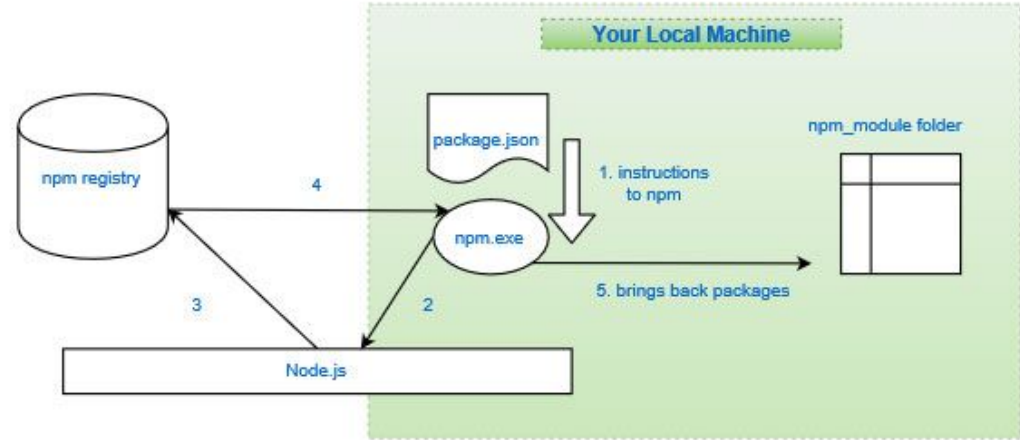 Your Local Machine
package.json
npm_module folder
npm registry
4
1. instructions
to npm
npm.exe
5. brings back packages
3
2
Node.js